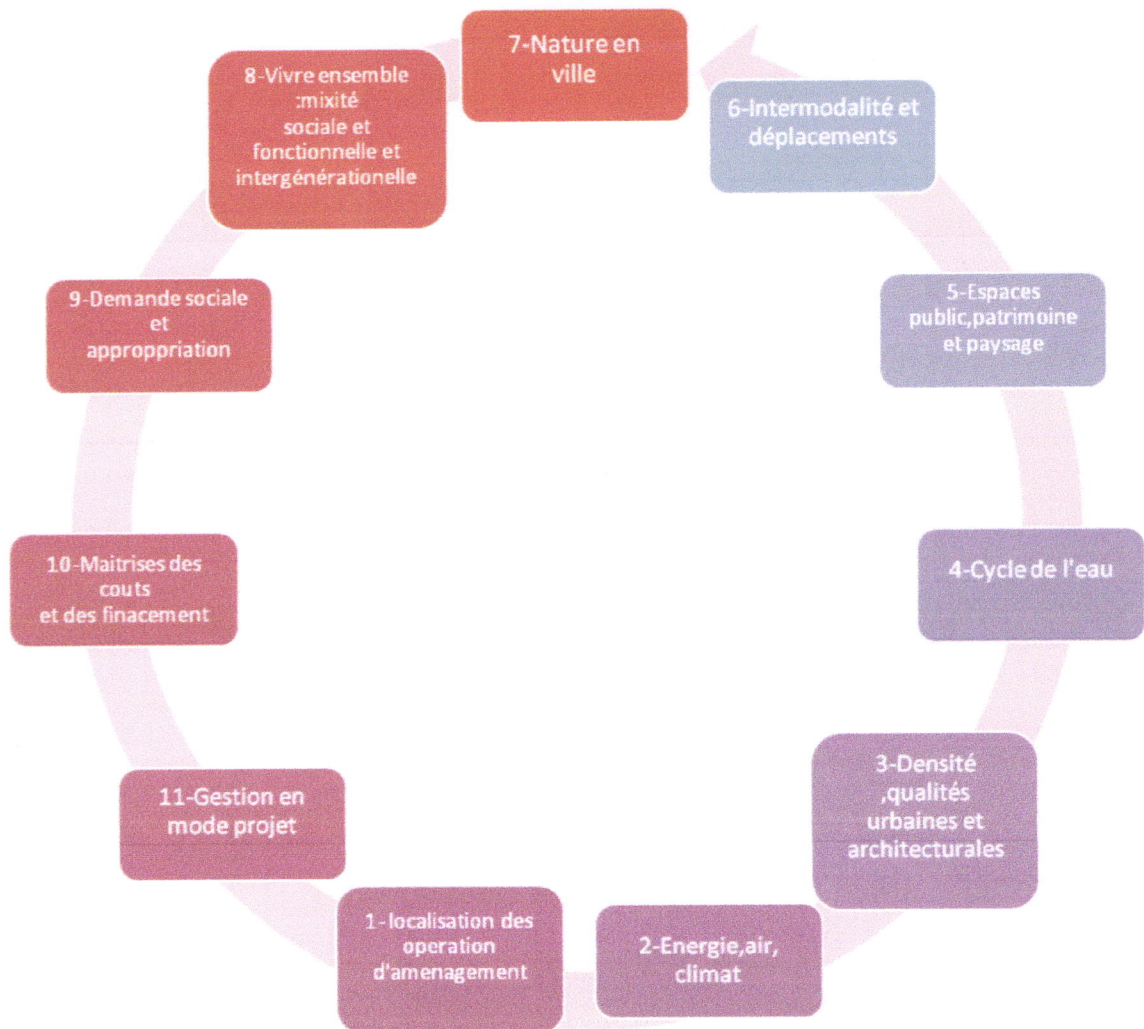 7-Nature en
ville
8-Vivre ensemble
:mixité
sociale et
fonctionnelle et
intergénérationelle
6-Intermodalité et
déplacements
9-Demande sociale
et
approppriation
5-Espaces
public,patrimoine
et paysage
10-Maitrises des
couts
et des finacement
4-Cycle de l'eau
11-Gestion en
mode projet
3-Densité
,qualités
urbaines et
architecturales
1-localisation des
operation
d'amenagement
2-Energie,air,
climat